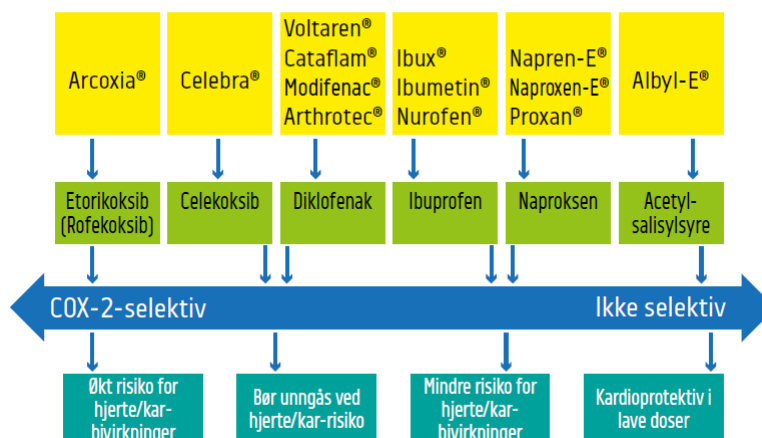 Arcoxia®
Celebra®
Voltaren®
Cataflam®
Modifenac®
Arthrotec®
Ibux®
Ibumetin®
Nurofen®
Napren-E®
Naproxen-E®
Proxan®
Albyl-E®
Etorikoksib
(Rofekoksib)
Celekoksib
Diklofenak
Ibuprofen
Naproksen
Acetyl-
salisylsyre
COX-2-selektiv
Ikke selektiv
Økt risiko for
hjerte/kar-
bivirkninger
Bør unngås ved
hjerte/kar-risiko
Mindre risiko for
hjerte/kar-
bivirkninger
Kardioprotektiv i
lave doser